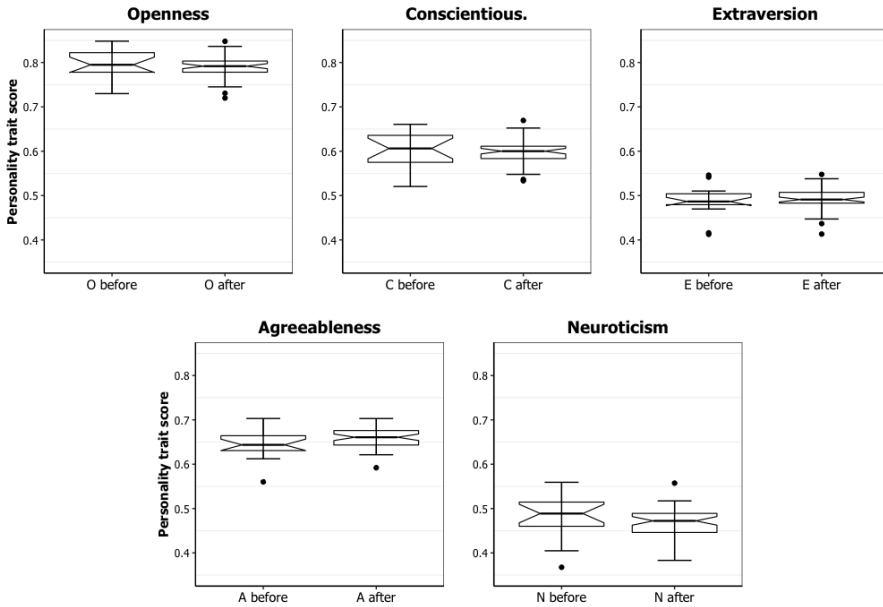 Openness
Conscientious.
Extraversion
Personality trait score
0.8
0.7
0.6
0.5
0.4
O before
O after
0.8
0.7
0.6
0.5
0.4
C before
C after
0.8
0.7
0.6
0.5
0.4
E before
E after
Agreeableness
Neuroticism
Personality trait score
0.8
0.7
0.6
0.5
0.4
A before
A after
0.8
0.7
0.6
0.5
0.4
N before
N after